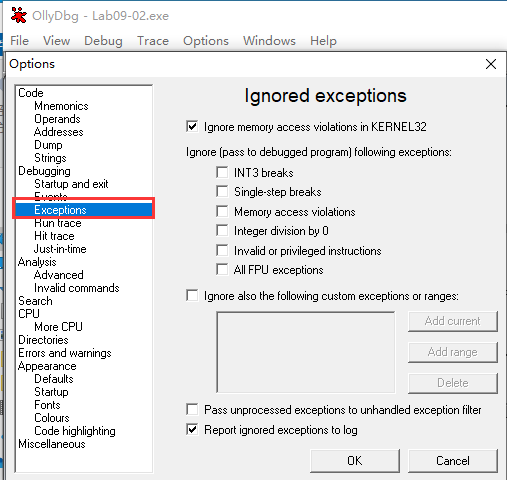 OllyDbg - Lab09-02.exe
File View Debug Trace Options Windows Help
Options
Code
Mnemonics
Operands
Addresses
Dump
Strings
Debugging
Startup and exit
Events
Exceptions
Run trace
Hit trace
Just-in-time
Analysis
Advanced
Invalid commands
Search
CPU
More CPU
Directories
Errors and warnings
Appearance
Defaults
Startup
Fonts
Colours
Code highlighting
Miscellaneous
Ignored exceptions
Ignore memory access violations in KERNEL32
Ignore (pass to debugged program) following exceptions:
INT3 breaks
Single-step breaks
Memory access violations
Integer division by 0
Invalid or privileged instructions
All FPU exceptions
Ignore also the following custom exceptions or ranges:
Add current
Add range
Delete
Pass unprocessed exceptions to unhandled exception filter
Report ignored exceptions to log
OK Cancel